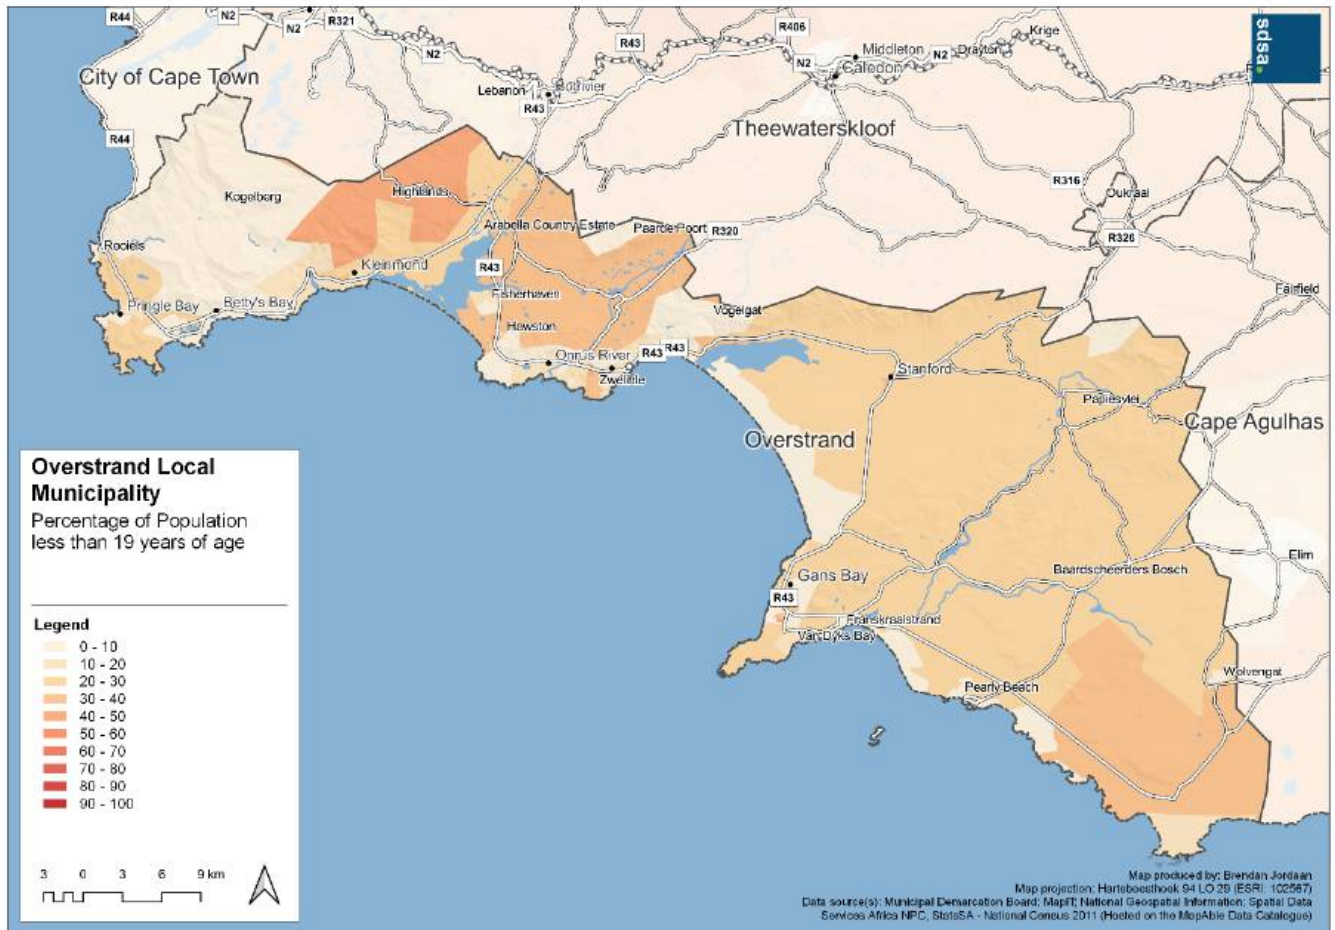 R44
N2
R321
N2
N2
R43
R406
Krige
sdsa
Middleton
N2
Drayton
N2
Caledon
City of Cape Town
Lebanon
Botrivier
R43
R44
Theewaterskloof
R316
Oukraal
Highlands
Kogelberg
Arabella Country Estate
Paarde Poort
R320
R326
Rooiels
Kleinmond
R43
Fairfield
Fisherhaven
Pringle Bay
Betty's Bay
Vogelgat
Hawston
Onrus River
R43
R43
Zwelihle
Stanford
Papiesvlei
Overstrand
Cape Agulhas
Elim
Baardscheerders Bosch
Gans Bay
R43
Franskraalstrand
Van Dyks Bay
Wolvengat
Pearly Beach
Overstrand Local
Municipality
Percentage of Population
less than 19 years of age
Legend
0 - 10
10 - 20
20 - 30
30 - 40
40 - 50
50 - 60
60 - 70
70 - 80
80 - 90
90 - 100
3 0 3 6 9 km
Map produced by: Brendan Jordaan
Map projection: Hartebeesthoek 94 LO 29 (ESRI: 102567)
Data source(s): Municipal Demarcation Board; MapIT; National Geospatial Information; Spatial Data
Services Africa NPC, StatsSA - National Census 2011 (Hosted on the MapAble Data Catalogue)